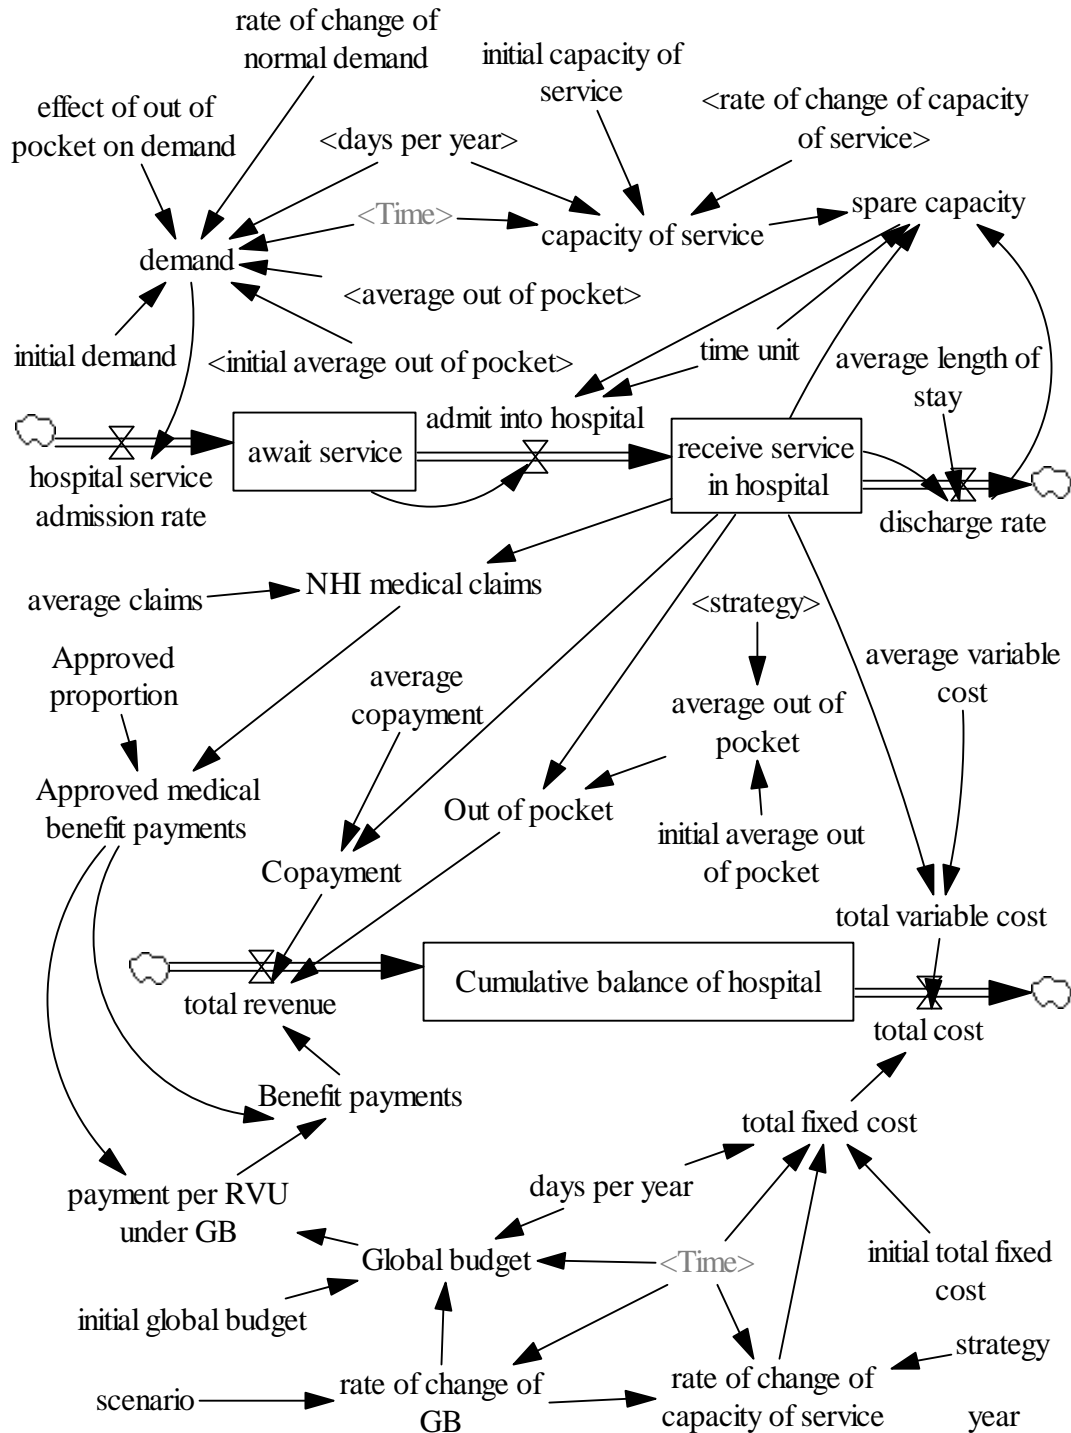 rate of change of
normal demand
initial capacity of
service
effect of out of
pocket on demand
<days per year>
<rate of change of capacity
of service>
<Time>
spare capacity
capacity of service
demand
<average out of pocket>
initial demand
<initial average out of pocket>
time unit
average length of
stay
admit into hospital
await service
receive service
in hospital
hospital service
admission rate
discharge rate
NHI medical claims
average claims
<strategy>
Approved
proportion
average
copayment
average variable
cost
average out of
pocket
Approved medical
benefit payments
Out of pocket
initial average out
of pocket
Copayment
total variable cost
Cumulative balance of hospital
total revenue
total cost
Benefit payments
total fixed cost
payment per RVU
under GB
days per year
Global budget
<Time>
initial total fixed
cost
initial global budget
strategy
scenario
rate of change of
GB
rate of change of
capacity of service
year